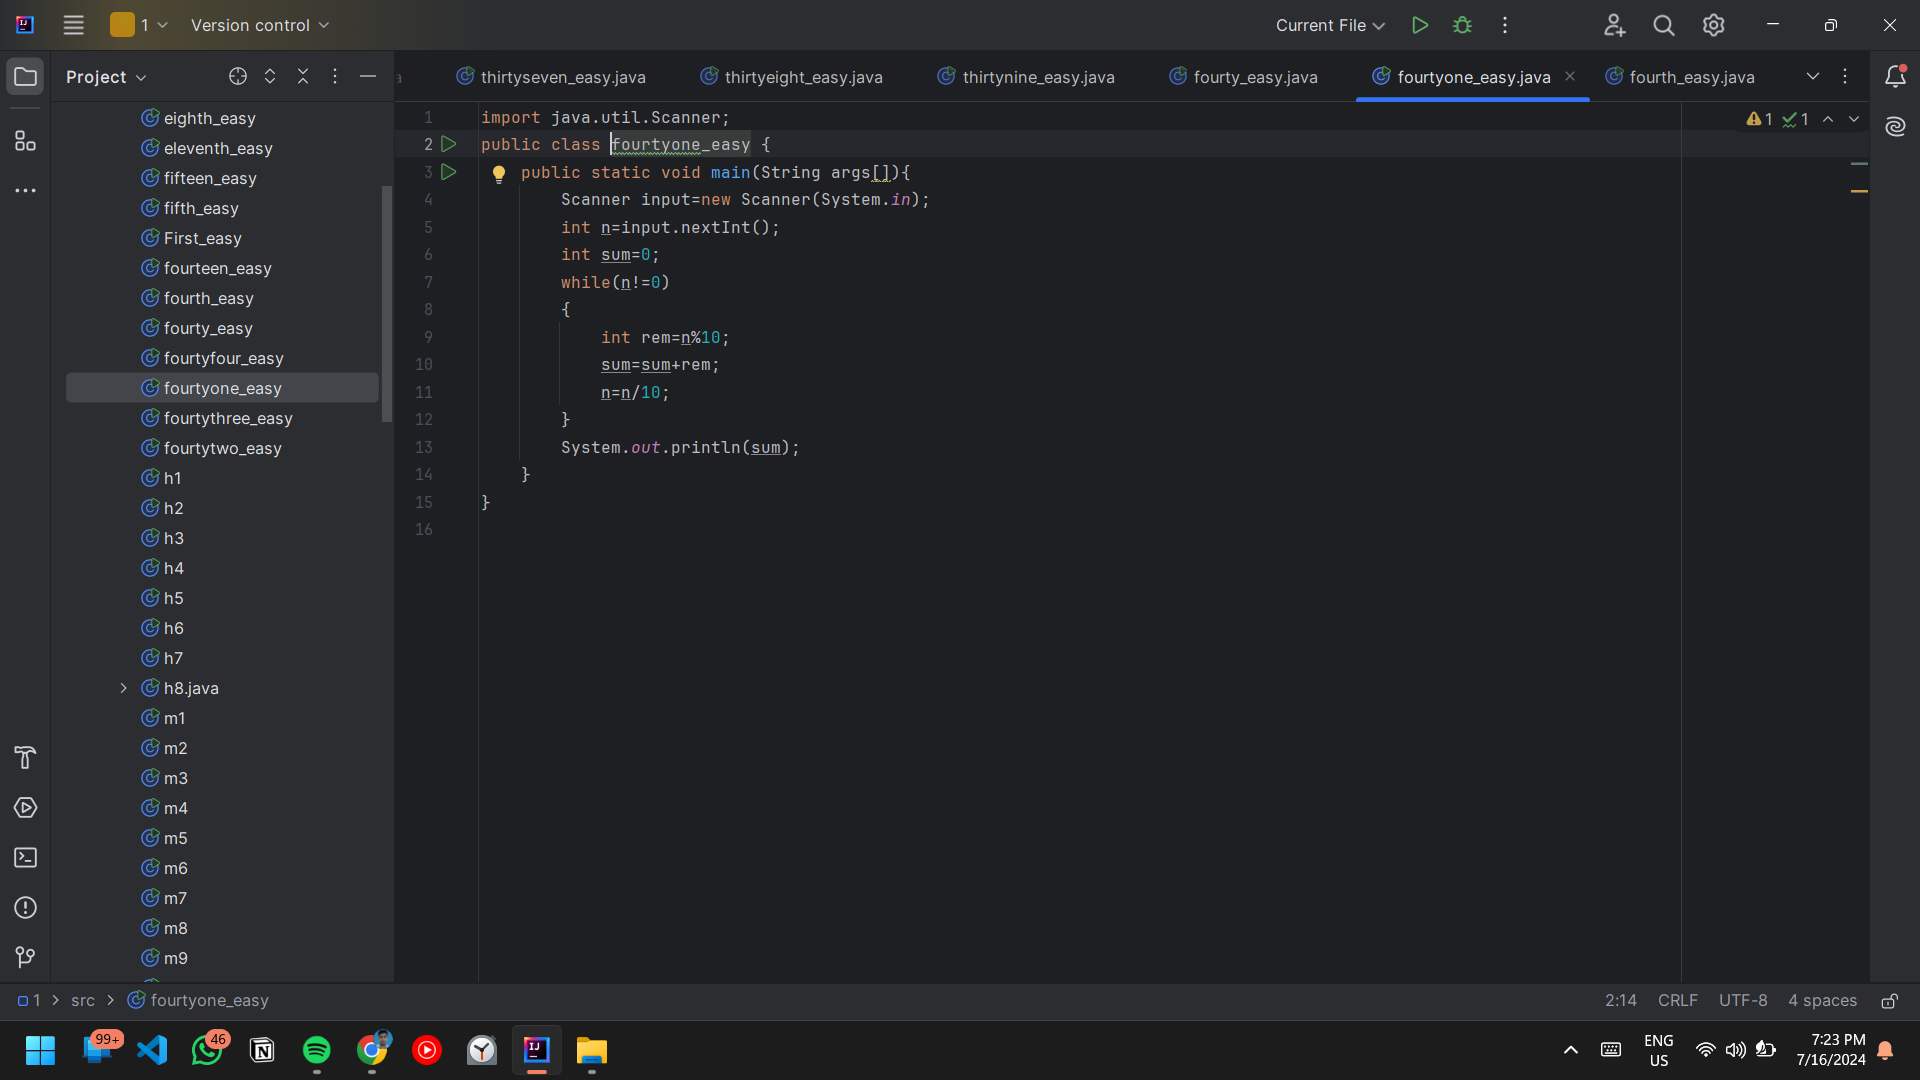 1
Version control
Current File
Project
thirtyseven_easy.java
thirtyeight_easy.java
thirtynine_easy.java
fourty_easy.java
fourtyone_easy.java
fourth_easy.java
eighth_easy
eleventh_easy
fifteen_easy
fifth_easy
First_easy
fourteen_easy
fourth_easy
fourty_easy
fourtyfour_easy
fourtyone_easy
fourtythree_easy
fourtytwo_easy
h1
h2
h3
h4
h5
h6
h7
h8.java
m1
m2
m3
m4
m5
m6
m7
m8
m9
1 import java.util.Scanner;
2 public class fourtyone_easy {
3 public static void main(String args[]){
4 Scanner input=new Scanner(System.in);
5 int n=input.nextInt();
6 int sum=0;
7 while(n!=0)
8 {
9 int rem=n%10;
10 sum=sum+rem;
11 n=n/10;
12 }
13 System.out.println(sum);
14 }
15 }
16
1 1
1 > src > fourtyone_easy
2:14 CRLF UTF-8 4 spaces
99+
46
ENG
US
7:23 PM
7/16/2024